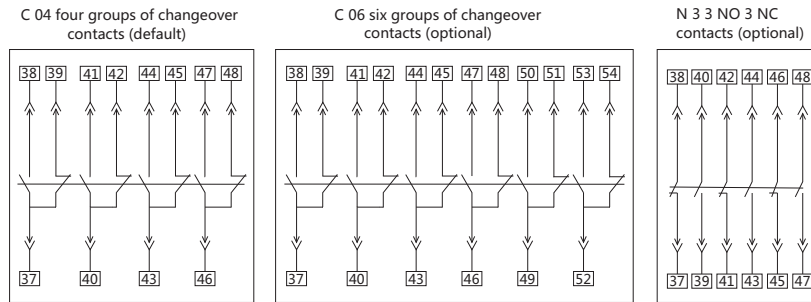 C 04 four groups of changeover
contacts (default)
C 06 six groups of changeover
contacts (optional)
N 3 3 NO 3 NC
contacts (optional)
38 39 41 42 44 45 47 48
37 40 43 46
38 39 41 42 44 45 47 48 50 51 53 54
37 40 43 46 49 52
38 40 42 44 46 48
37 39 41 43 45 47